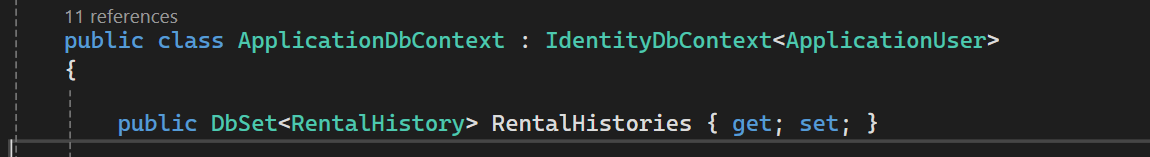 11 references
public class ApplicationDbContext : IdentityDbContext<ApplicationUser>
{
public DbSet<RentalHistory> RentalHistories { get; set; }